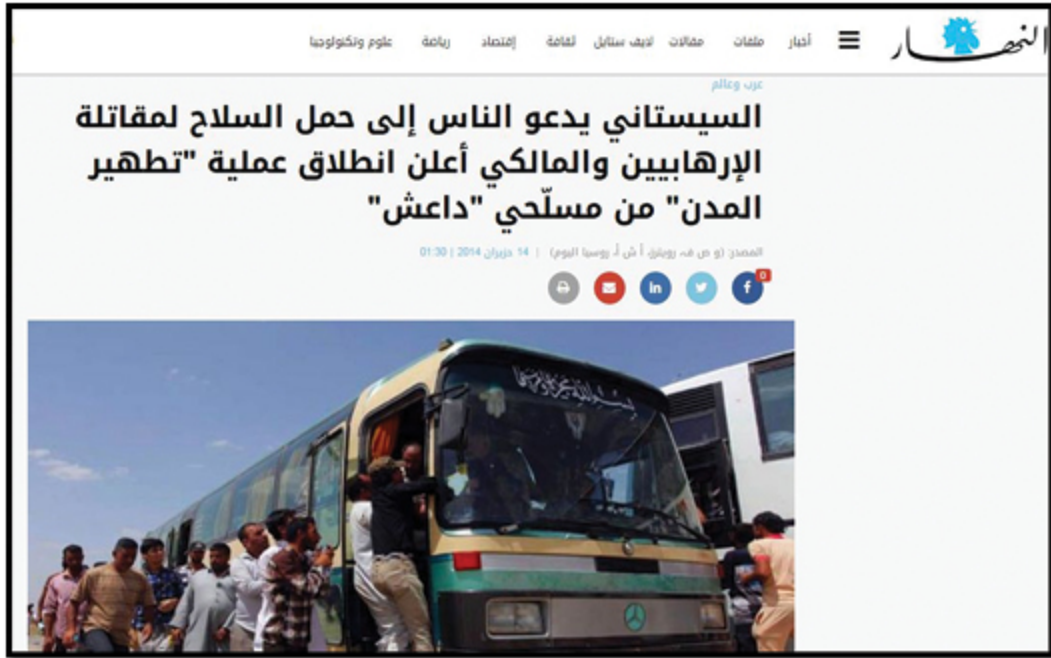 النهار
أخبار ملفات مقالات لايف ستايل ثقافة إقتصاد رياضة علوم وتكنولوجيا
عرب وعالم
السيستاني يدعو الناس إلى حمل السلاح لمقاتلة
الإرهابيين والمالكي أعلن انطلاق عملية "تطهير
المدن" من مسلّحي "داعش"
المصدر: (و ص ف، رويترز، أ ش أ، روسيا اليوم) | 14 حزيران 2014 | 01:30
0
f in